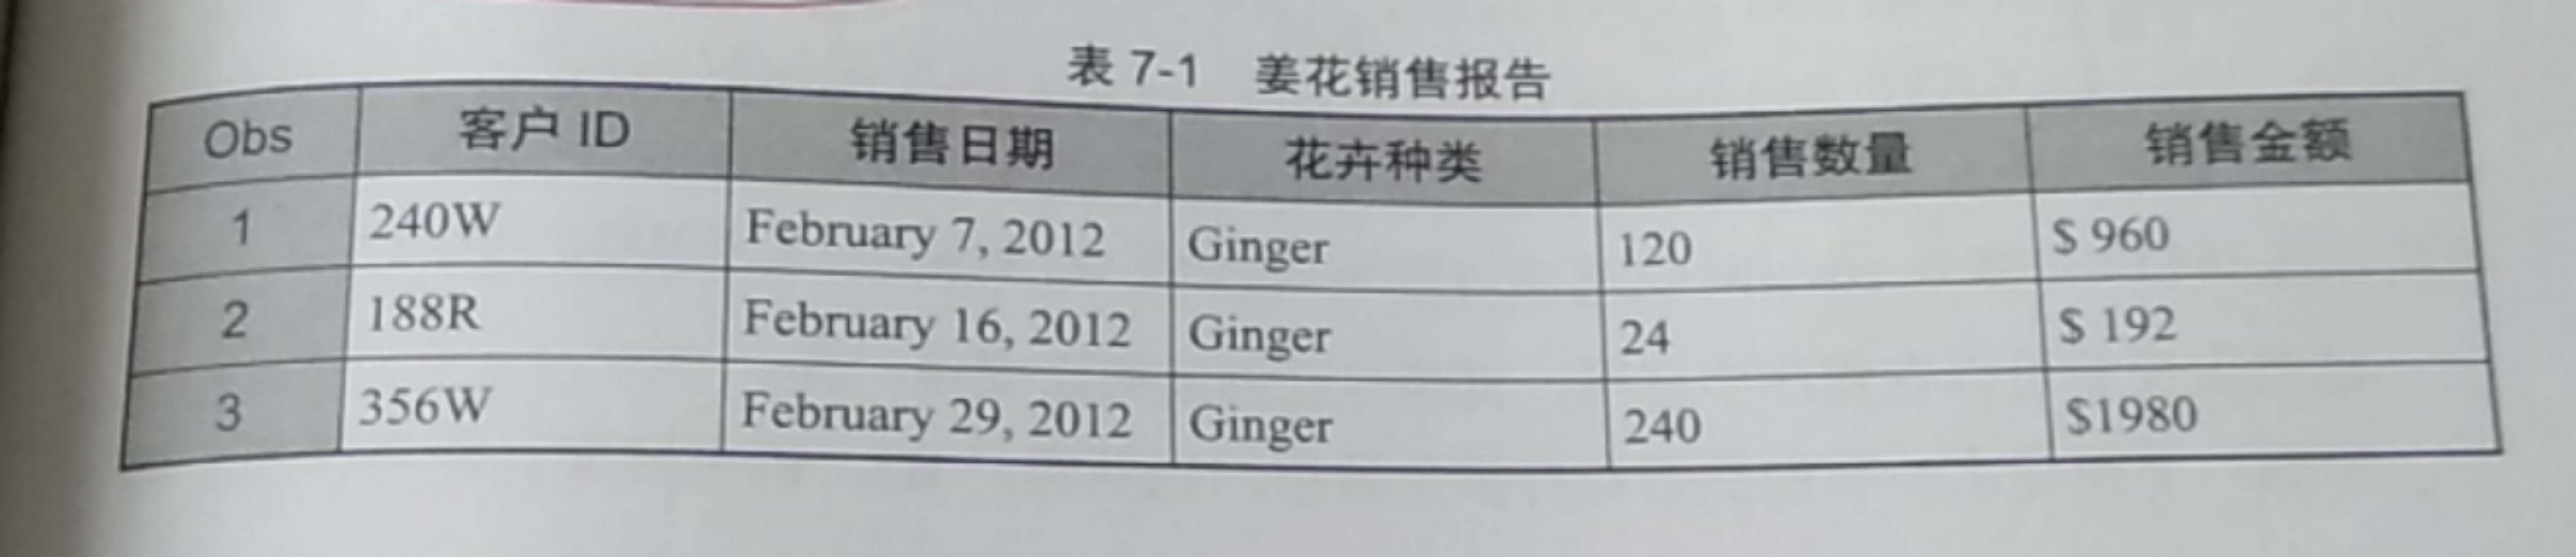 表 7-1 姜花销售报告
Obs 客户 ID 销售日期 花卉种类 销售数量 销售金额
1 240W February 7, 2012 Ginger 120 $ 960
2 188R February 16, 2012 Ginger 24 $ 192
3 356W February 29, 2012 Ginger 240 $1980